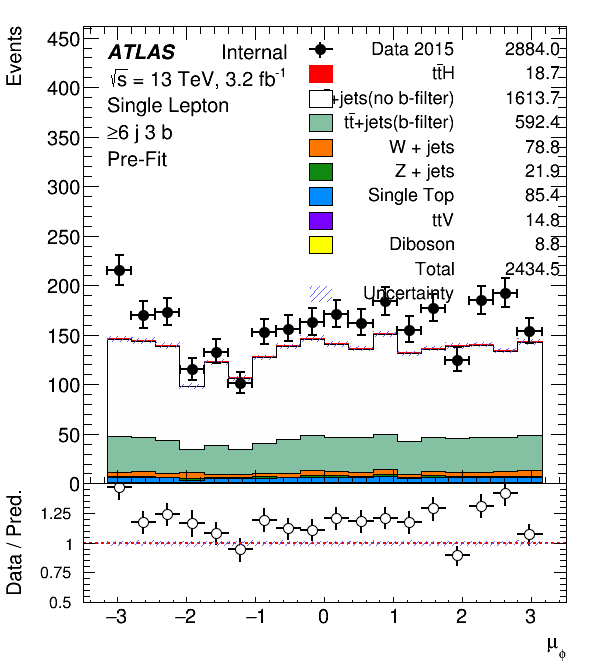 Events
450
400
350
300
250
200
150
100
50
0
ATLAS Internal
√s = 13 TeV, 3.2 fb-1
Single Lepton
≥6 j 3 b
Pre-Fit
Data 2015 2884.0
tt̄H 18.7
+jets(no b-filter) 1613.7
tt̄+jets(b-filter) 592.4
W + jets 78.8
Z + jets 21.9
Single Top 85.4
ttV 14.8
Diboson 8.8
Total 2434.5
Uncertainty
Data / Pred.
1.25
1
0.75
0.5
−3 −2 −1 0 1 2 3
μϕ